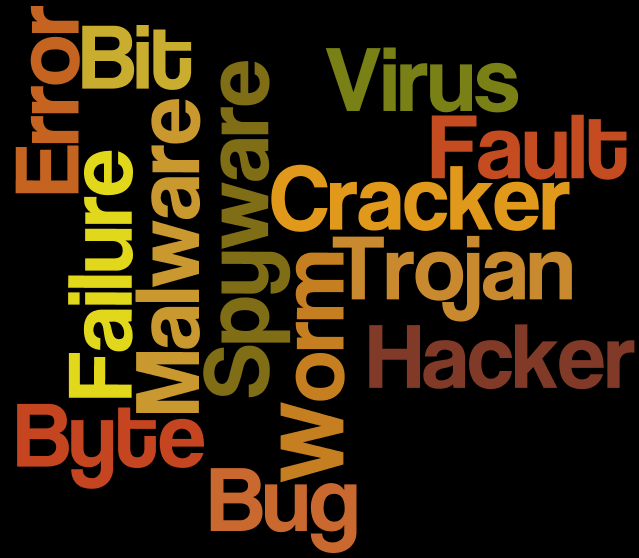 Error
Bit
Virus
Spyware
Malware
Fault
Failure
Cracker
Trojan
Worm
Hacker
Byte
Bug